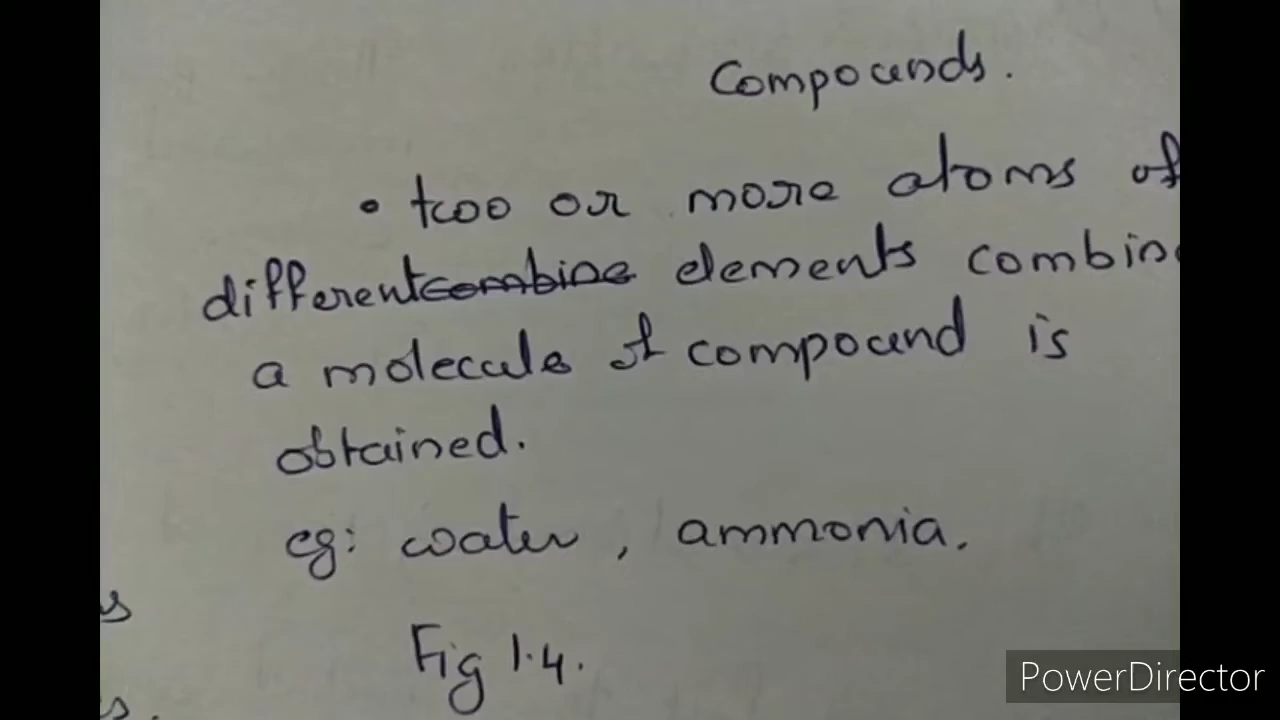 Compounds.
• two or more atoms of
different combine elements combine
a molecule of compound is
obtained.
eg: water, ammonia.
s
Fig 1.4.
s.
PowerDirector